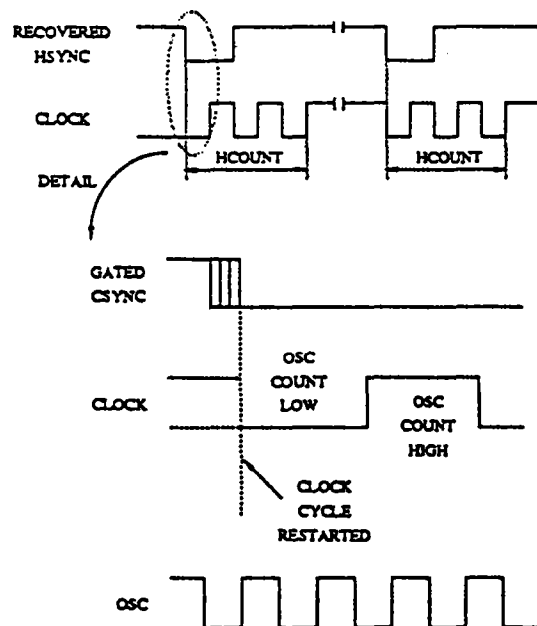 RECOVERED
HSYNC
CLOCK
HCOUNT
HCOUNT
DETAIL
GATED
CSYNC
OSC
COUNT
LOW
CLOCK
OSC
COUNT
HIGH
CLOCK
CYCLE
RESTARTED
OSC